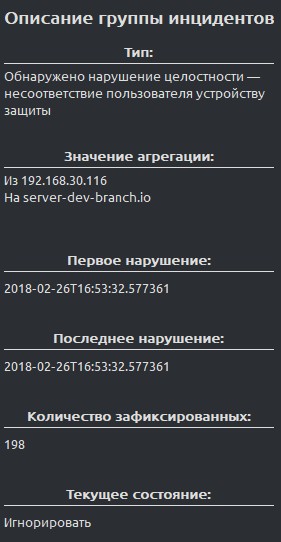 Описание группы инцидентов
Тип:
Обнаружено нарушение целостности —
несоответствие пользователя устройству
защиты
Значение агрегации:
Из 192.168.30.116
На server-dev-branch.io
Первое нарушение:
2018-02-26T16:53:32.577361
Последнее нарушение:
2018-02-26T16:53:32.577361
Количество зафиксированных:
198
Текущее состояние:
Игнорировать